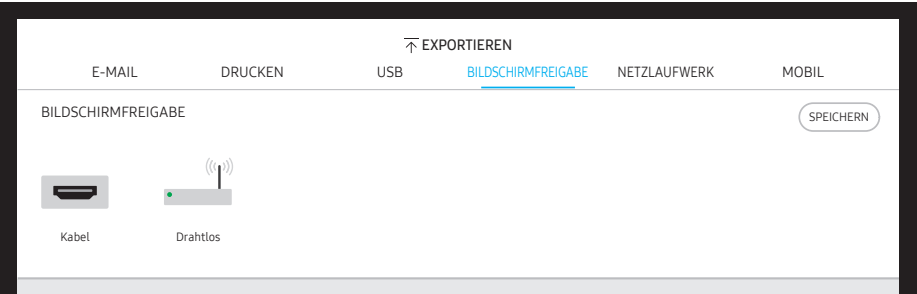 EXPORTIEREN
E-MAIL DRUCKEN USB BILDSCHIRMFREIGABE NETZLAUFWERK MOBIL
BILDSCHIRMFREIGABE SPEICHERN
Kabel Drahtlos